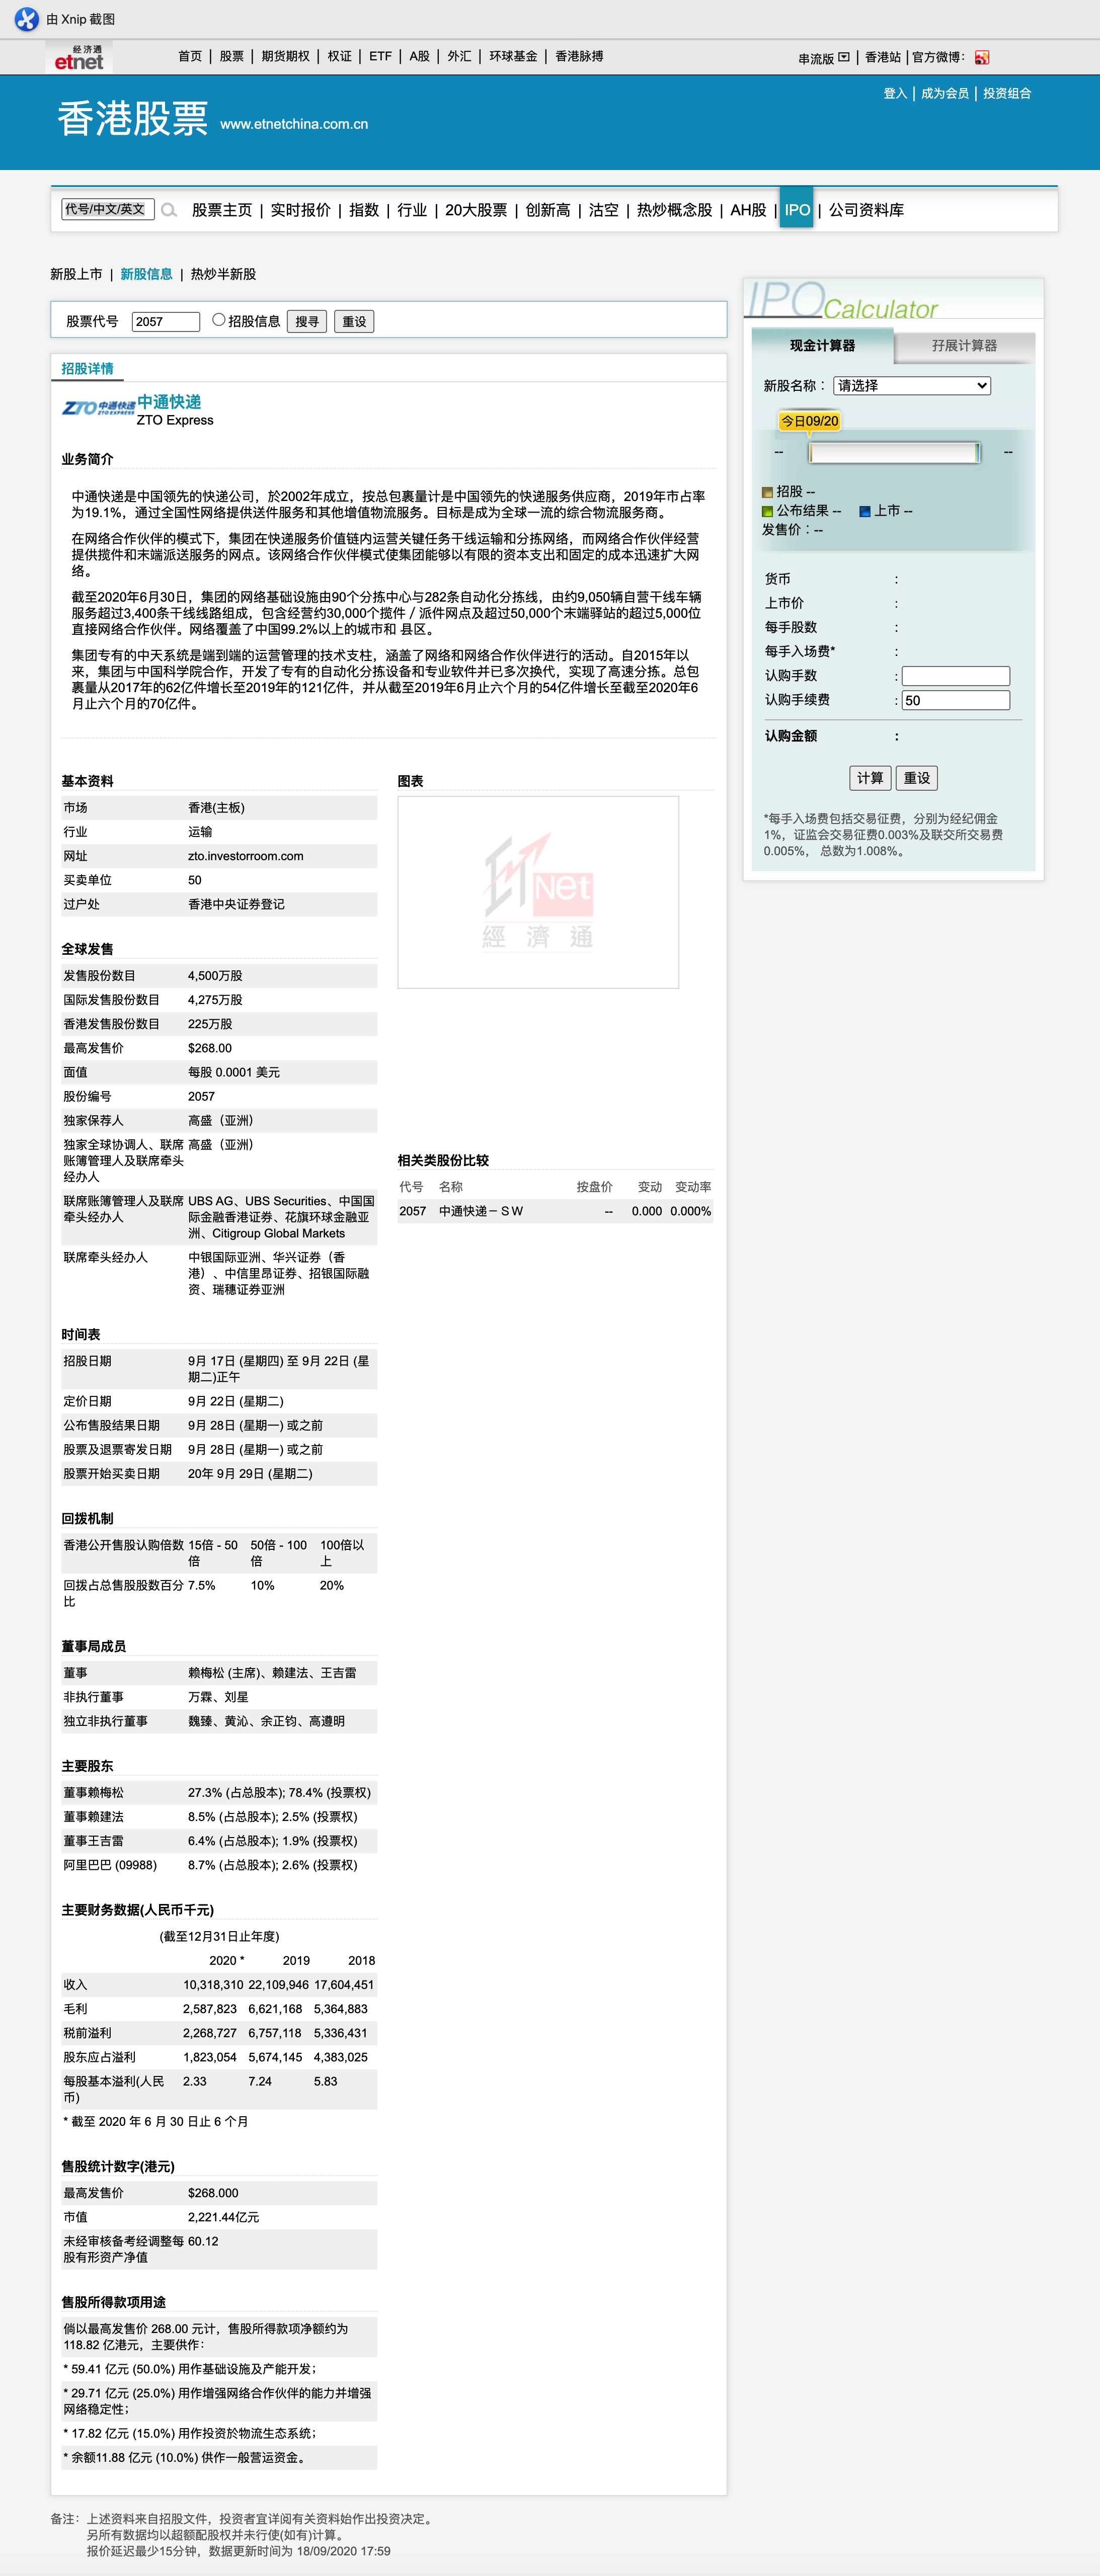 由 Xnip 截图
经济通
etnet
首页 | 股票 | 期货期权 | 权证 | ETF | A股 | 外汇 | 环球基金 | 香港脉搏
串流版 | 香港站 | 官方微博：
登入 | 成为会员 | 投资组合
香港股票 www.etnetchina.com.cn
代号/中文/英文 股票主页 | 实时报价 | 指数 | 行业 | 20大股票 | 创新高 | 沽空 | 热炒概念股 | AH股 | IPO | 公司资料库
新股上市 | 新股信息 | 热炒半新股
股票代号 2057 招股信息 搜寻 重设
招股详情
ZTO 中通快递 ZTO EXPRESS 中通快递
ZTO Express
业务简介
中通快递是中国领先的快递公司，於2002年成立，按总包裹量计是中国领先的快递服务供应商，2019年市占率
为19.1%，通过全国性网络提供送件服务和其他增值物流服务。目标是成为全球一流的综合物流服务商。
在网络合作伙伴的模式下，集团在快递服务价值链内运营关键任务干线运输和分拣网络，而网络合作伙伴经营
提供揽件和末端派送服务的网点。该网络合作伙伴模式使集团能够以有限的资本支出和固定的成本迅速扩大网
络。
截至2020年6月30日，集团的网络基础设施由90个分拣中心与282条自动化分拣线，由约9,050辆自营干线车辆
服务超过3,400条干线线路组成，包含经营约30,000个揽件／派件网点及超过50,000个末端驿站的超过5,000位
直接网络合作伙伴。网络覆盖了中国99.2%以上的城市和 县区。
集团专有的中天系统是端到端的运营管理的技术支柱，涵盖了网络和网络合作伙伴进行的活动。自2015年以
来，集团与中国科学院合作，开发了专有的自动化分拣设备和专业软件并已多次换代，实现了高速分拣。总包
裹量从2017年的62亿件增长至2019年的121亿件，并从截至2019年6月止六个月的54亿件增长至截至2020年6
月止六个月的70亿件。
基本资料
市场 香港(主板)
行业 运输
网址 zto.investorroom.com
买卖单位 50
过户处 香港中央证券登记
全球发售
发售股份数目 4,500万股
国际发售股份数目 4,275万股
香港发售股份数目 225万股
最高发售价 $268.00
面值 每股 0.0001 美元
股份编号 2057
独家保荐人 高盛（亚洲）
独家全球协调人、联席 高盛（亚洲）
账簿管理人及联席牵头
经办人
联席账簿管理人及联席 UBS AG、UBS Securities、中国国
牵头经办人 际金融香港证券、花旗环球金融亚
洲、Citigroup Global Markets
联席牵头经办人 中银国际亚洲、华兴证券（香
港）、中信里昂证券、招银国际融
资、瑞穗证券亚洲
时间表
招股日期 9月 17日 (星期四) 至 9月 22日 (星
期二)正午
定价日期 9月 22日 (星期二)
公布售股结果日期 9月 28日 (星期一) 或之前
股票及退票寄发日期 9月 28日 (星期一) 或之前
股票开始买卖日期 20年 9月 29日 (星期二)
回拨机制
香港公开售股认购倍数 15倍 - 50 50倍 - 100 100倍以
倍 倍 上
回拨占总售股股数百分 7.5% 10% 20%
比
董事局成员
董事 赖梅松 (主席)、赖建法、王吉雷
非执行董事 万霖、刘星
独立非执行董事 魏臻、黄沁、余正钧、高遵明
主要股东
董事赖梅松 27.3% (占总股本); 78.4% (投票权)
董事赖建法 8.5% (占总股本); 2.5% (投票权)
董事王吉雷 6.4% (占总股本); 1.9% (投票权)
阿里巴巴 (09988) 8.7% (占总股本); 2.6% (投票权)
主要财务数据(人民币千元)
(截至12月31日止年度)
2020 * 2019 2018
收入 10,318,310 22,109,946 17,604,451
毛利 2,587,823 6,621,168 5,364,883
税前溢利 2,268,727 6,757,118 5,336,431
股东应占溢利 1,823,054 5,674,145 4,383,025
每股基本溢利(人民 2.33 7.24 5.83
币)
* 截至 2020 年 6 月 30 日止 6 个月
售股统计数字(港元)
最高发售价 $268.000
市值 2,221.44亿元
未经审核备考经调整每 60.12
股有形资产净值
售股所得款项用途
倘以最高发售价 268.00 元计，售股所得款项净额约为
118.82 亿港元，主要供作：
* 59.41 亿元 (50.0%) 用作基础设施及产能开发；
* 29.71 亿元 (25.0%) 用作增强网络合作伙伴的能力并增强
网络稳定性；
* 17.82 亿元 (15.0%) 用作投资於物流生态系统；
* 余额11.88 亿元 (10.0%) 供作一般营运资金。
图表
Net
經濟通
相关类股份比较
代号 名称 按盘价 变动 变动率
2057 中通快递－ＳＷ -- 0.000 0.000%
IPO Calculator
现金计算器 孖展计算器
新股名称： 请选择
今日09/20
-- --
招股 --
公布结果 -- 上市 --
发售价：--
货币 :
上市价 :
每手股数 :
每手入场费* :
认购手数 :
认购手续费 : 50
认购金额 :
计算 重设
*每手入场费包括交易征费，分别为经纪佣金
1%，证监会交易征费0.003%及联交所交易费
0.005%， 总数为1.008%。
备注： 上述资料来自招股文件，投资者宜详阅有关资料始作出投资决定。
另所有数据均以超额配股权并未行使(如有)计算。
报价延迟最少15分钟，数据更新时间为 18/09/2020 17:59